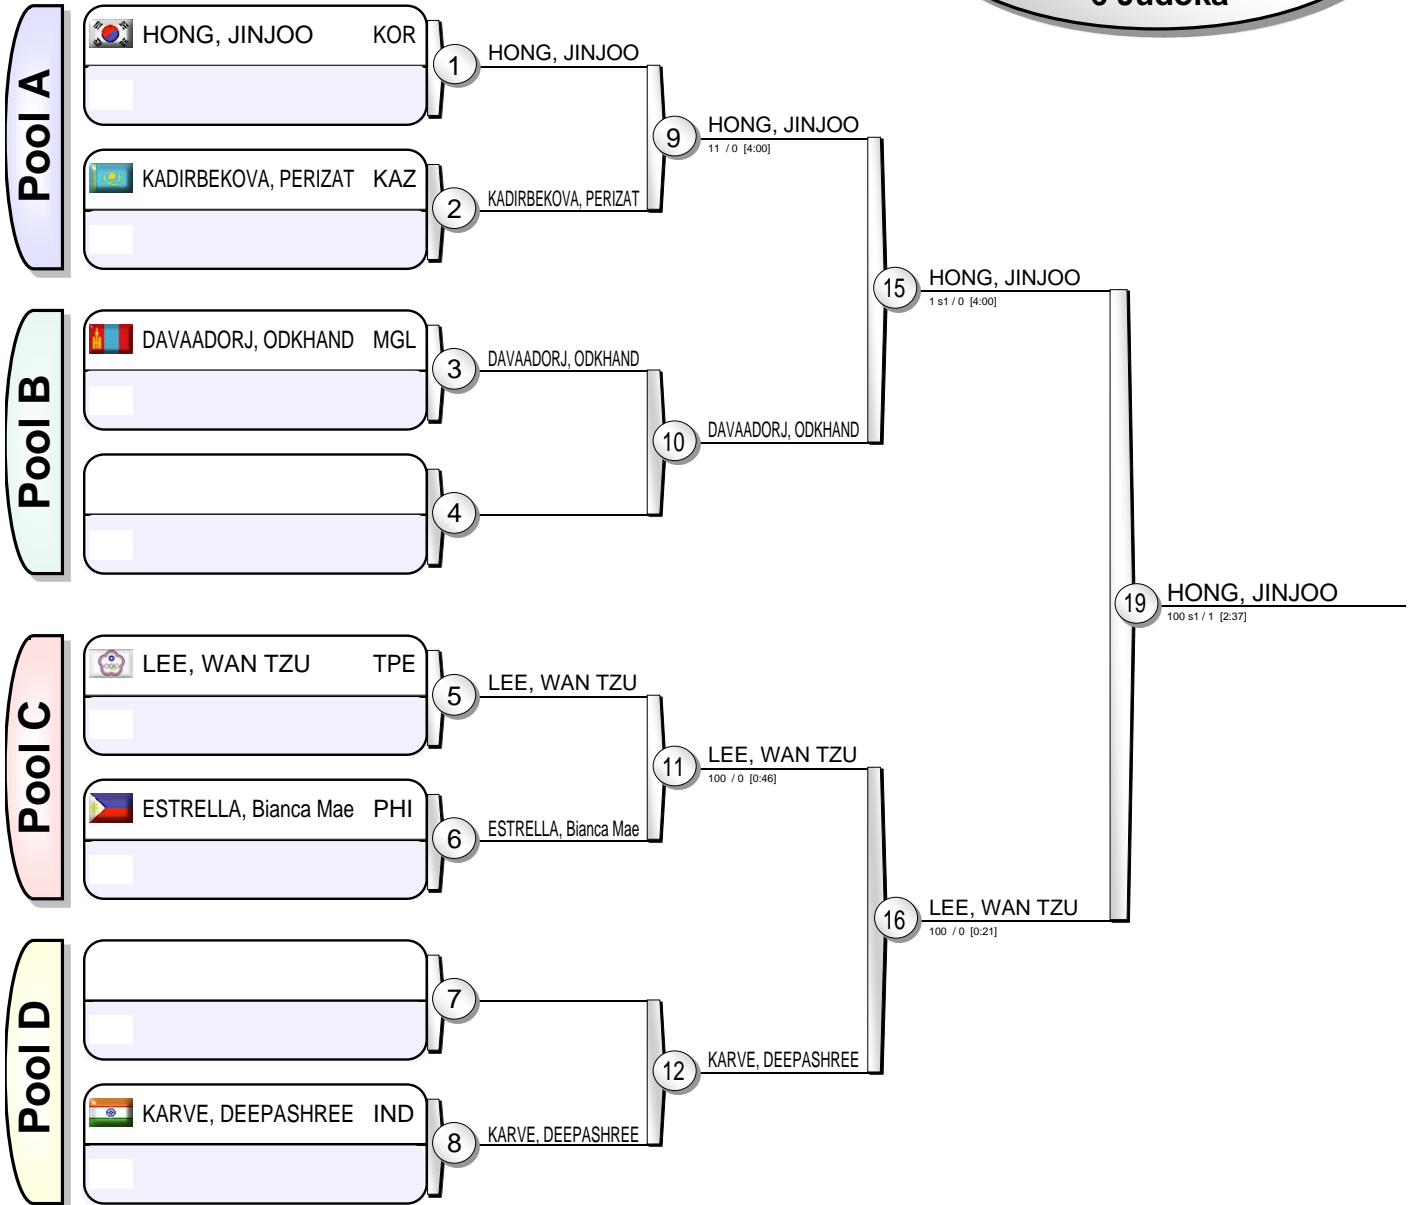 Judoka
Pool A
HONG, JINJOO KOR
1
HONG, JINJOO
KADIRBEKOVA, PERIZAT KAZ
2
KADIRBEKOVA, PERIZAT
9
HONG, JINJOO
11 / 0 [4:00]
Pool B
DAVAADORJ, ODKHAND MGL
3
DAVAADORJ, ODKHAND
4
10
DAVAADORJ, ODKHAND
15
HONG, JINJOO
1 s1 / 0 [4:00]
Pool C
LEE, WAN TZU TPE
5
LEE, WAN TZU
ESTRELLA, Bianca Mae PHI
6
ESTRELLA, Bianca Mae
11
LEE, WAN TZU
100 / 0 [0:46]
Pool D
7
KARVE, DEEPASHREE IND
8
KARVE, DEEPASHREE
12
KARVE, DEEPASHREE
16
LEE, WAN TZU
100 / 0 [0:21]
19
HONG, JINJOO
100 s1 / 1 [2:37]